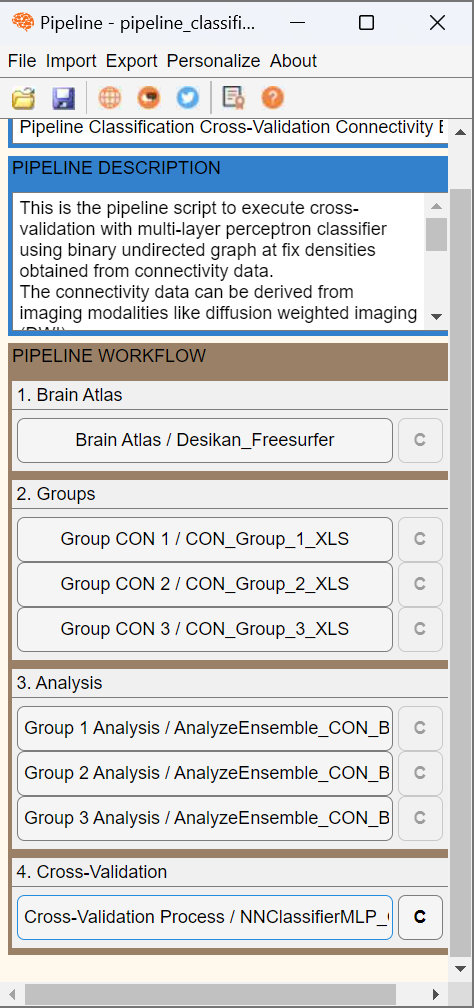 Pipeline - pipeline_classifi...
File Import Export Personalize About
Pipeline Classification Cross-Validation Connectivity
PIPELINE DESCRIPTION
This is the pipeline script to execute cross-
validation with multi-layer perceptron classifier
using binary undirected graph at fix densities
obtained from connectivity data.
The connectivity data can be derived from
imaging modalities like diffusion weighted imaging
PIPELINE WORKFLOW
1. Brain Atlas
Brain Atlas / Desikan_Freesurfer C
2. Groups
Group CON 1 / CON_Group_1_XLS C
Group CON 2 / CON_Group_2_XLS C
Group CON 3 / CON_Group_3_XLS C
3. Analysis
Group 1 Analysis / AnalyzeEnsemble_CON_B C
Group 2 Analysis / AnalyzeEnsemble_CON_B C
Group 3 Analysis / AnalyzeEnsemble_CON_B C
4. Cross-Validation
Cross-Validation Process / NNClassifierMLP_ C